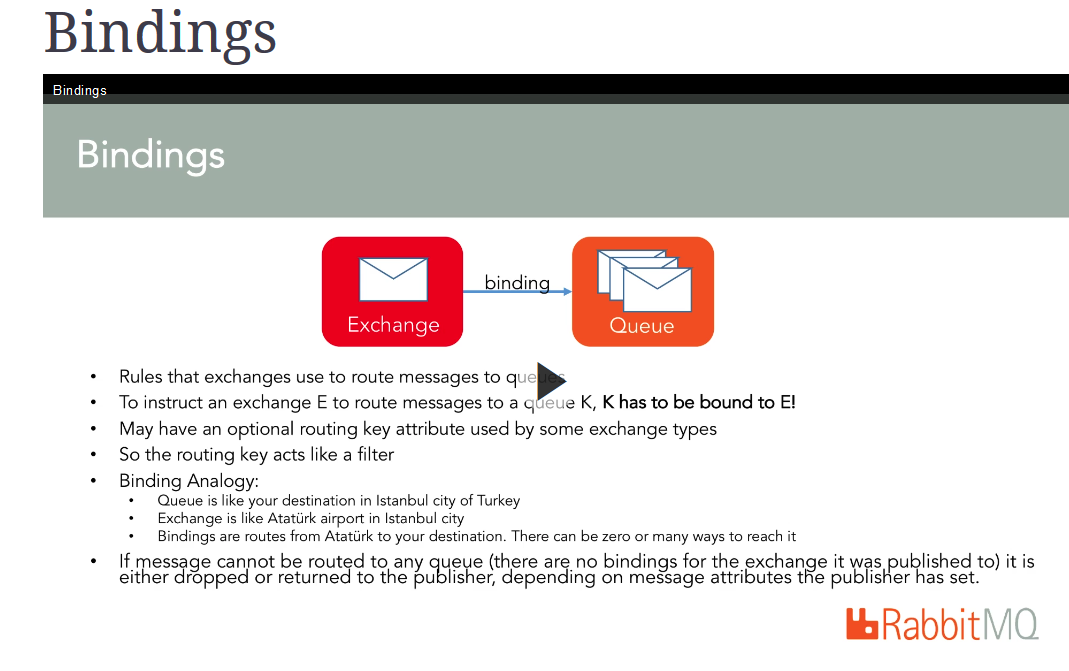 Bindings
Bindings
Bindings
binding
Exchange
Queue
• Rules that exchanges use to route messages to queues
• To instruct an exchange E to route messages to a queue K, K has to be bound to E!
• May have an optional routing key attribute used by some exchange types
• So the routing key acts like a filter
• Binding Analogy:
• Queue is like your destination in Istanbul city of Turkey
• Exchange is like Atatürk airport in Istanbul city
• Bindings are routes from Atatürk to your destination. There can be zero or many ways to reach it
• If message cannot be routed to any queue (there are no bindings for the exchange it was published to) it is
either dropped or returned to the publisher, depending on message attributes the publisher has set.
RabbitMQ